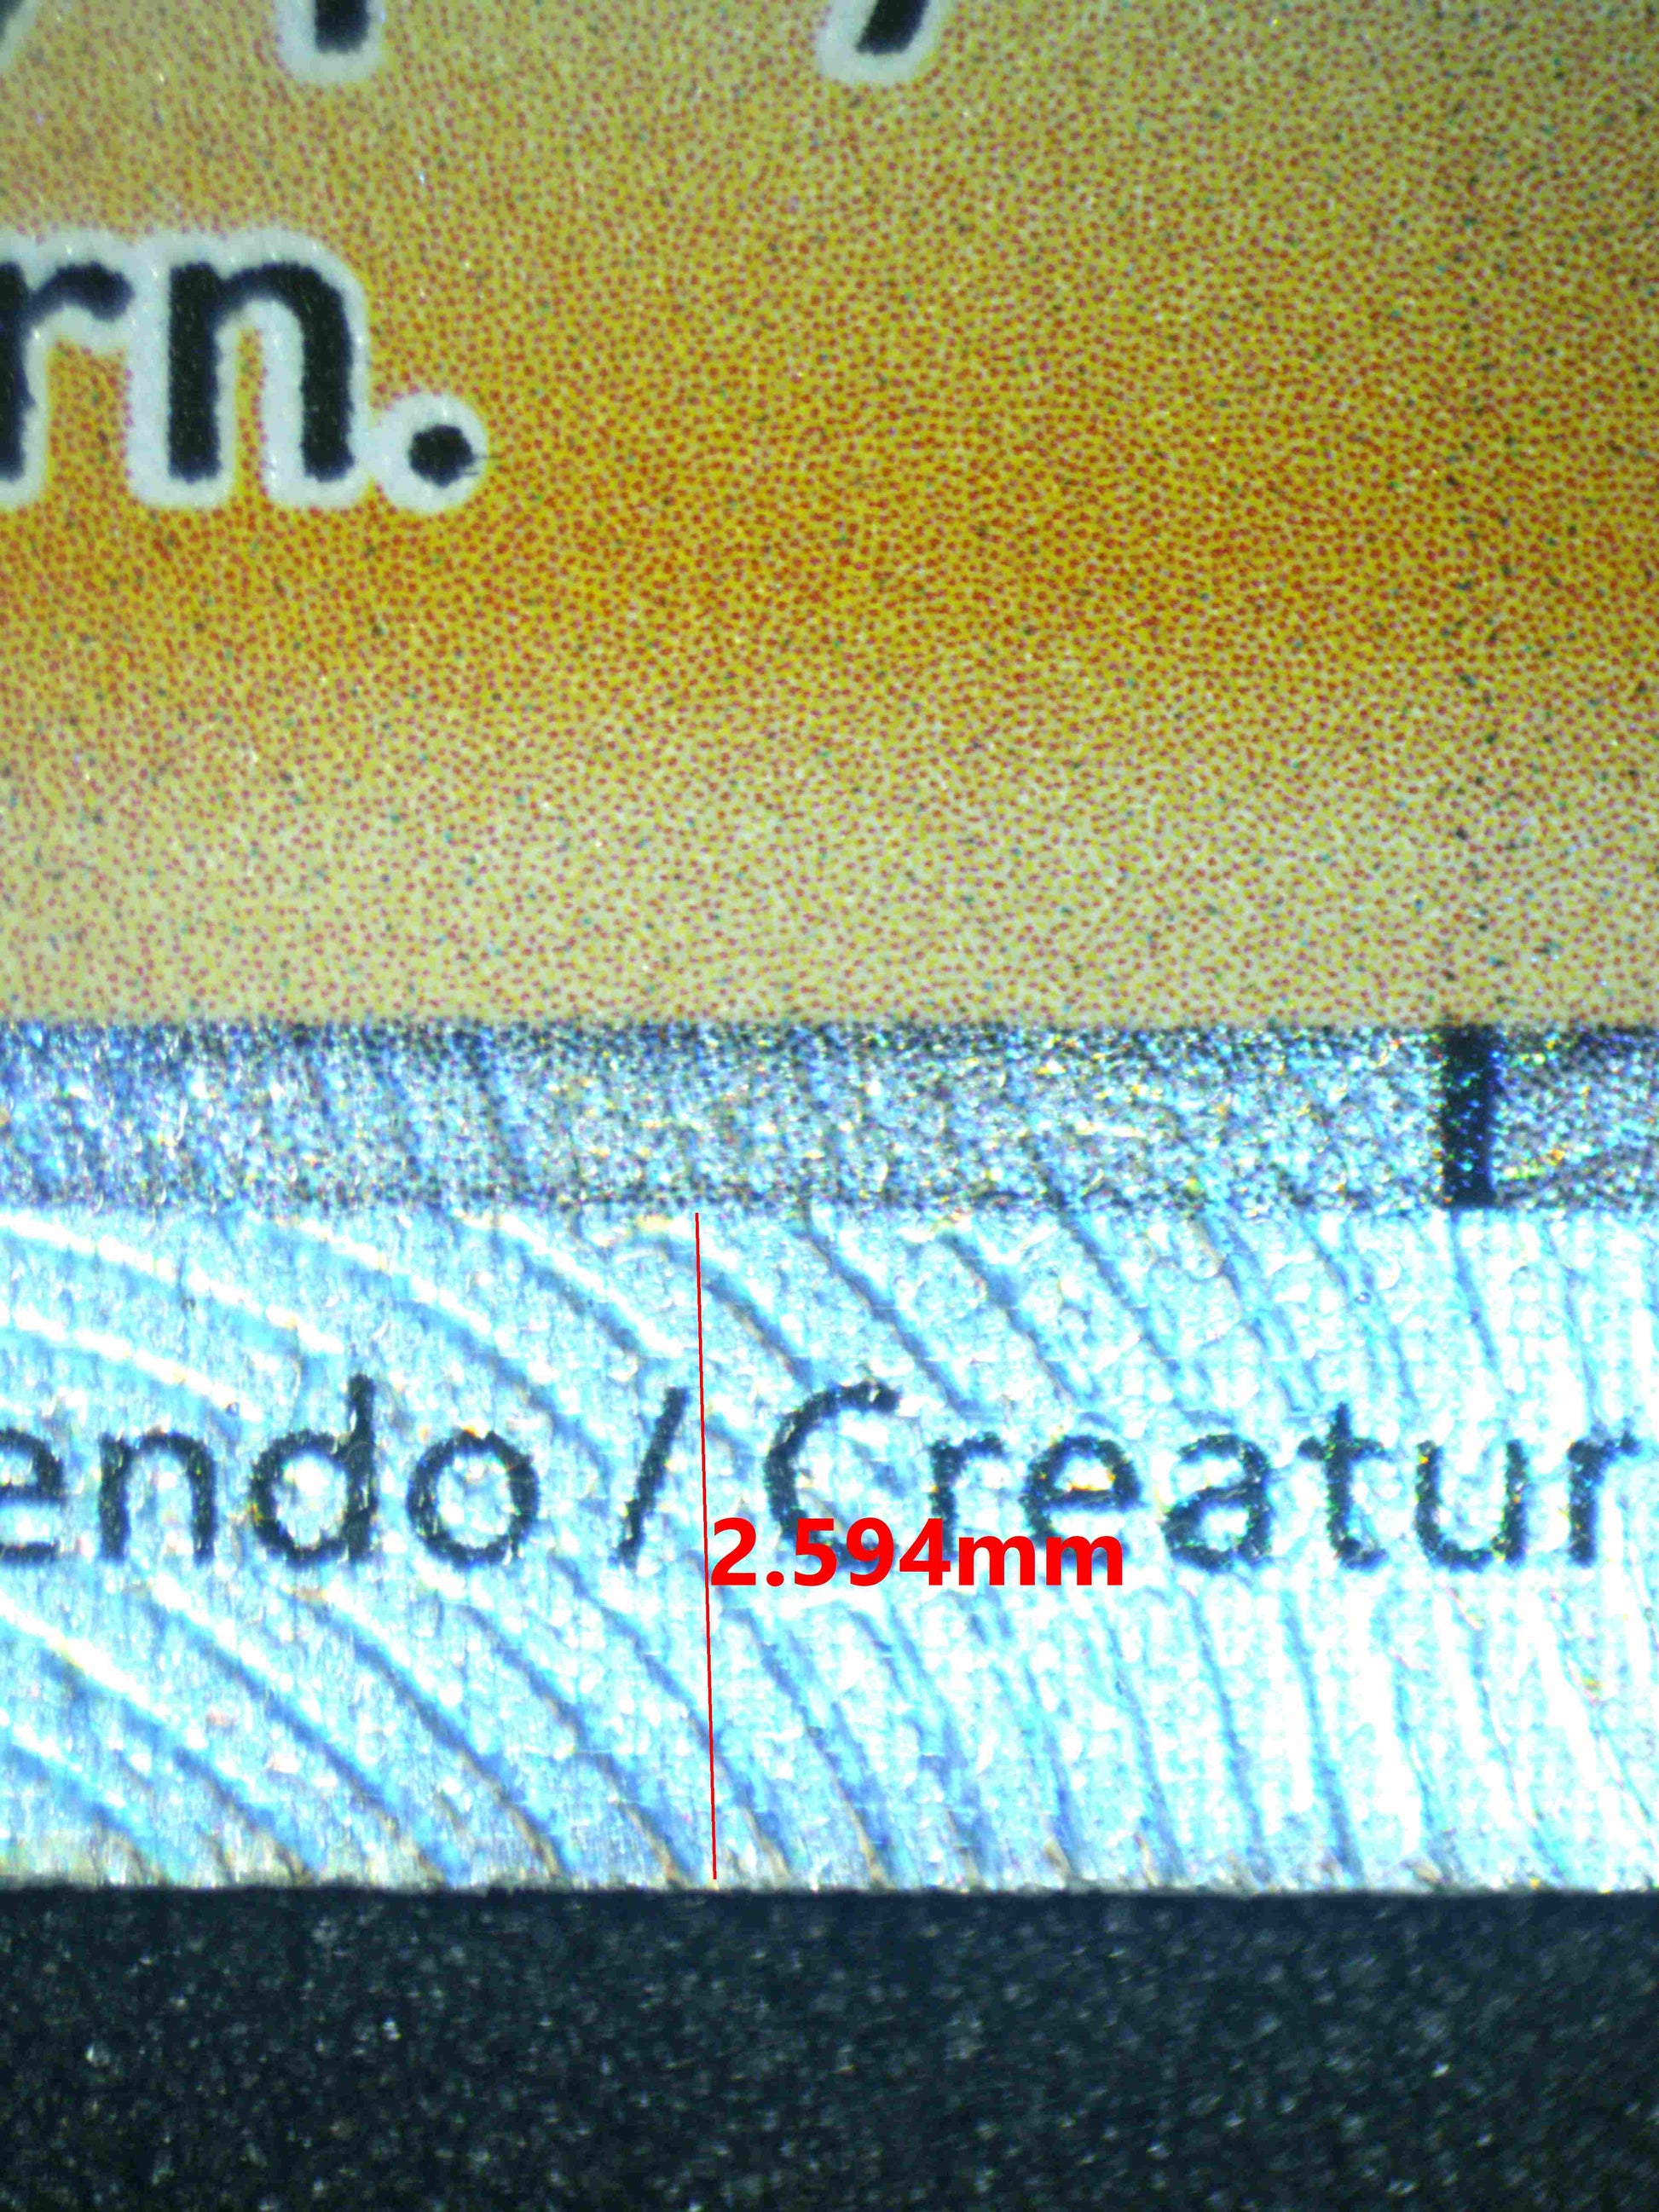 rn.
endo / Creatur
2.594mm